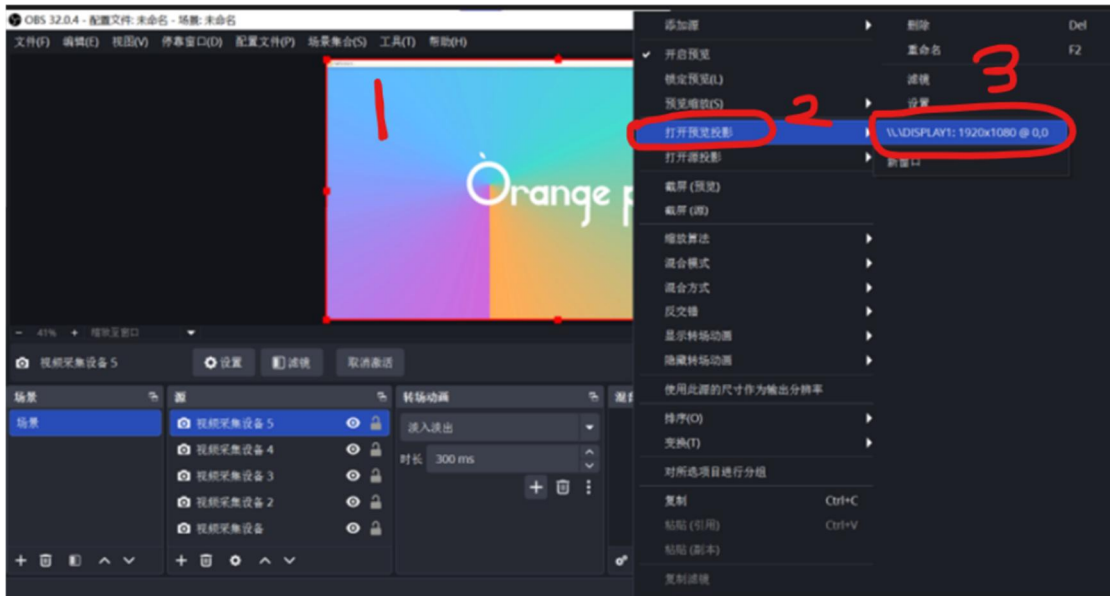 OBS 32.0.4 - 配置文件: 未命名 - 场景: 未命名
文件(F) 编辑(E) 视图(V) 停靠窗口(D) 配置文件(P) 场景集合(S) 工具(T) 帮助(H)
1
Òrange p
- 41% + 缩放至窗口
视频采集设备 5 设置 滤镜 取消激活
场景
场景
源
视频采集设备 5
视频采集设备 4
视频采集设备 3
视频采集设备 2
视频采集设备
转场动画
淡入淡出
时长 300 ms
混音
添加源
开启预览
锁定预览(L)
预览缩放(S)
打开预览投影
2
打开源投影
截屏 (预览)
截屏 (源)
缩放算法
混合模式
混合方式
反交错
显示转场动画
隐藏转场动画
使用此源的尺寸作为输出分辨率
排序(O)
变换(T)
对所选项目进行分组
复制 Ctrl+C
粘贴 (引用) Ctrl+V
粘贴 (副本)
复制滤镜
删除 Del
重命名 F2
3
滤镜
设置
\\.\DISPLAY1: 1920x1080 @ 0,0
新窗口